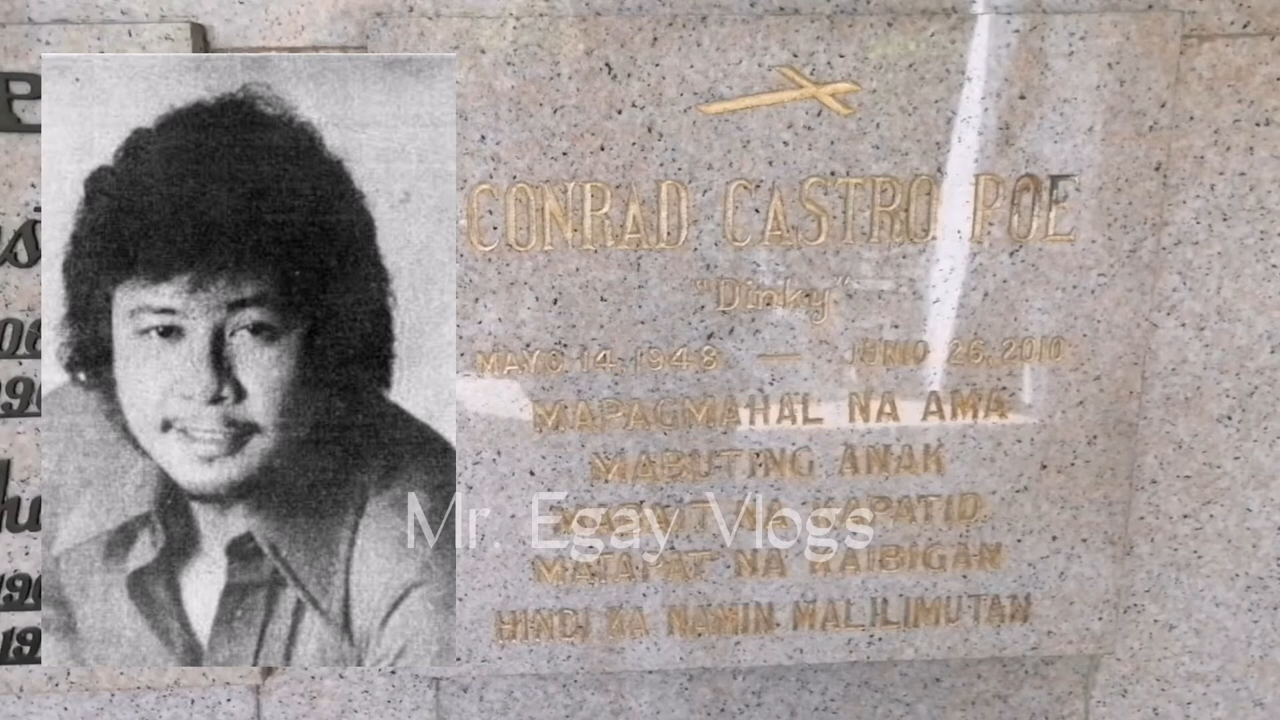 CONRAD CASTRO POE
"Dinky"
MAYO 14, 1948 — JUNIO 26, 2010
MAPAGMAHAL NA AMA
MABUTING ANAK
NA KAPATID
MATAPAT NA KAIBIGAN
HINDI KA NAMIN MALILIMUTAN
Mr. Egay Vlogs